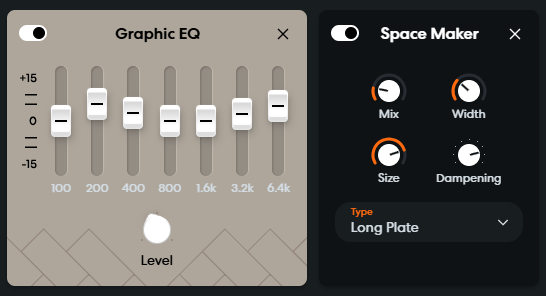 Graphic EQ
+15
0
-15
100 200 400 800 1.6k 3.2k 6.4k
Level
Space Maker
Mix Width
Size Dampening
Type
Long Plate